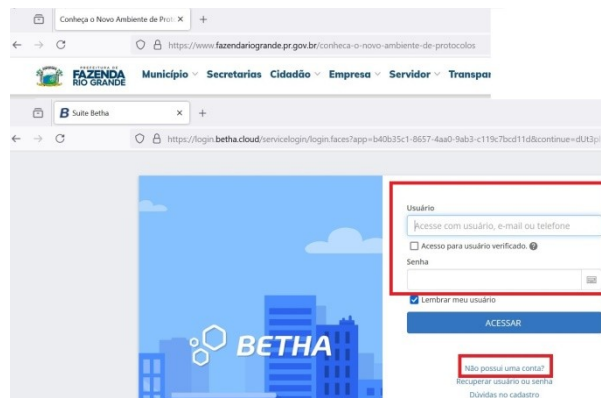 Conheça o Novo Ambiente de Prot
https://www.fazendariogrande.pr.gov.br/conheca-o-novo-ambiente-de-protocolos
PREFEITURA DE
FAZENDA
RIO GRANDE
Município Secretarias Cidadão Empresa Servidor Transpar
B Suite Betha
https://login.betha.cloud/servicelogin/login.faces?app=b40b35c1-8657-4aa0-9ab3-c119c7bcd11d&continue=dUt3p
Usuário
Acesse com usuário, e-mail ou telefone
Acesso para usuário verificado.
Senha
Lembrar meu usuário
ACESSAR
BETHA
Não possui uma conta?
Recuperar usuário ou senha
Dúvidas no cadastro